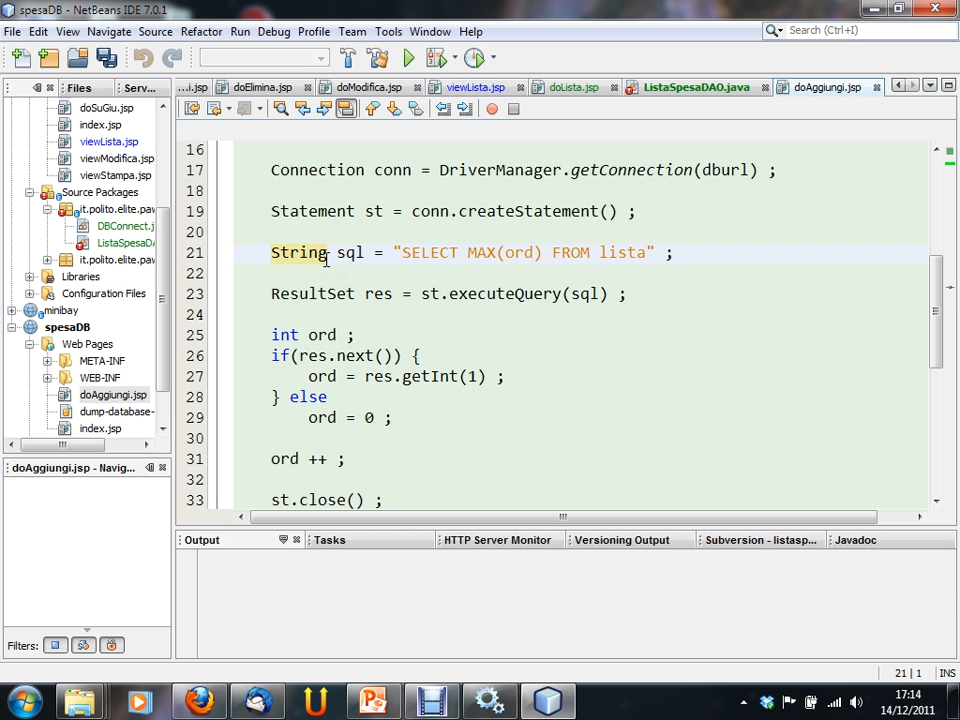 spesaDB - NetBeans IDE 7.0.1
File Edit View Navigate Source Refactor Run Debug Profile Team Tools Window Help
Search (Ctrl+I)
Files Serv...
...i.jsp doElimina.jsp doModifica.jsp viewLista.jsp doLista.jsp ListaSpesaDAO.java doAggiungi.jsp
doSuGiu.jsp
index.jsp
viewLista.jsp
viewModifica.jsp
viewStampa.jsp
Source Packages
it.polito.elite.paw
DBConnect.j
ListaSpesaDA
it.polito.elite.paw
Libraries
Configuration Files
minibay
spesaDB
Web Pages
META-INF
WEB-INF
doAggiungi.jsp
dump-database-
index.jsp
doAggiungi.jsp - Navig...
Filters:
16
17 Connection conn = DriverManager.getConnection(dburl) ;
18
19 Statement st = conn.createStatement() ;
20
21 String sql = "SELECT MAX(ord) FROM lista" ;
22
23 ResultSet res = st.executeQuery(sql) ;
24
25 int ord ;
26 if(res.next()) {
27 ord = res.getInt(1) ;
28 } else
29 ord = 0 ;
30
31 ord ++ ;
32
33 st.close() ;
Output Tasks HTTP Server Monitor Versioning Output Subversion - listasp... Javadoc
21 | 1 INS
17:14
14/12/2011